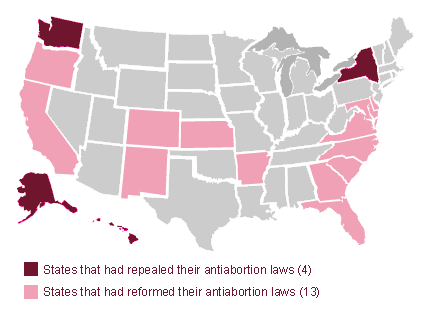 States that had repealed their antiabortion laws (4)
States that had reformed their antiabortion laws (13)